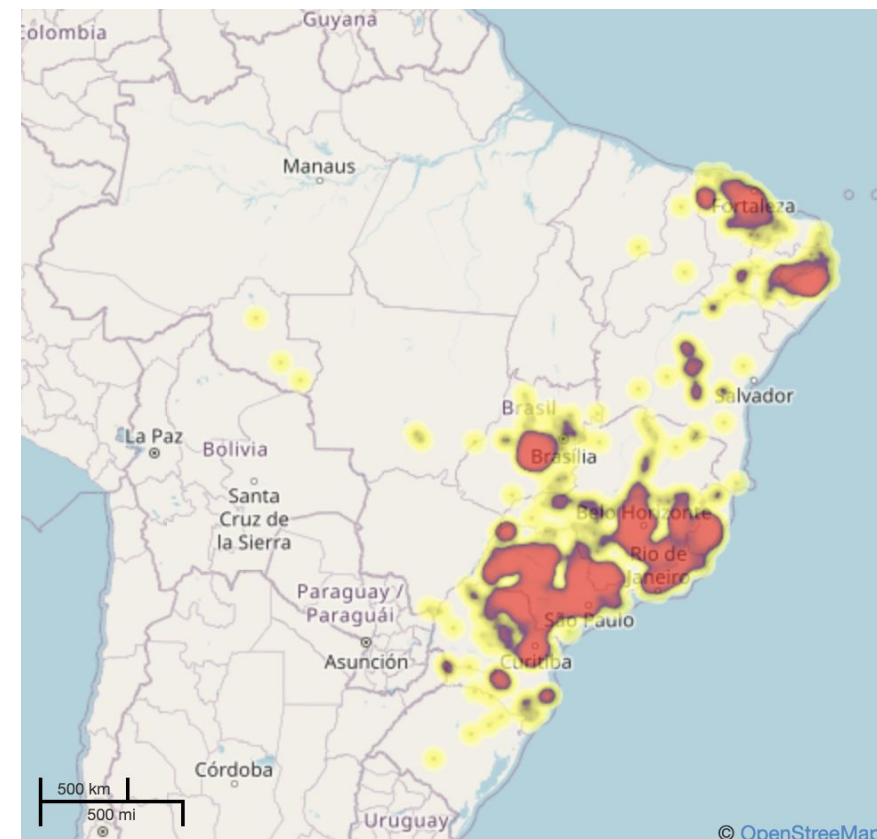 Guyana
Colombia
Manaus
Fortaleza
Brasil
Salvador
La Paz
Bolivia
Brasília
Santa
Cruz de
la Sierra
Belo Horizonte
Rio de
Janeiro
Paraguay /
Paraguái
São Paulo
Asunción
Curitiba
Córdoba
500 km
500 mi
Uruguay
© OpenStreetMap